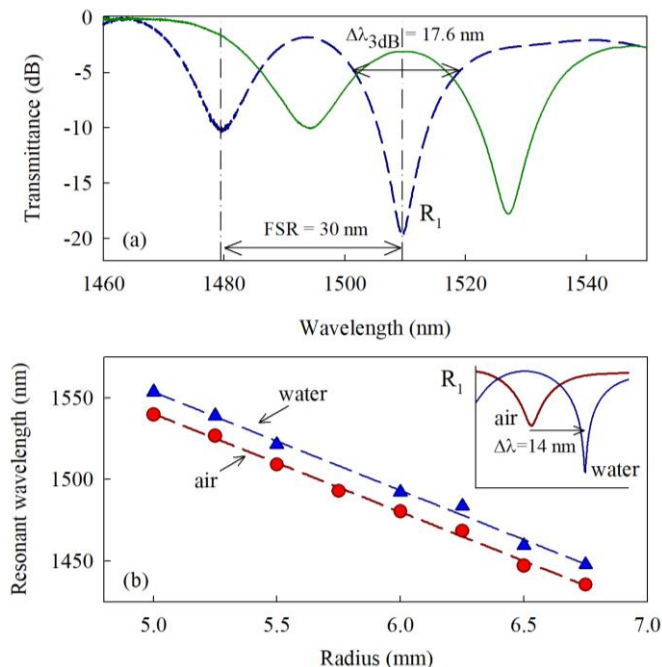 0
Δλ3dB = 17.6 nm
-5
-10
-15
-20
Transmittance (dB)
R1
FSR = 30 nm
(a)
1460 1480 1500 1520 1540
Wavelength (nm)
Resonant wavelength (nm)
1550
1500
1450
water
air
R1
air
Δλ=14 nm
water
(b)
5.0 5.5 6.0 6.5 7.0
Radius (mm)